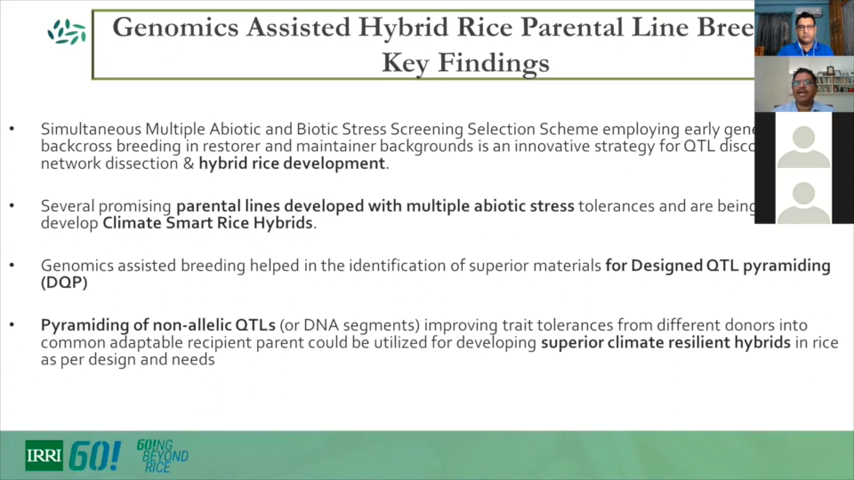 Genomics Assisted Hybrid Rice Parental Line
Key Findings
• Simultaneous Multiple Abiotic and Biotic Stress Screening Selection Scheme employing early
backcross breeding in restorer and maintainer backgrounds is an innovative strategy for QTL
network dissection & hybrid rice development.
• Several promising parental lines developed with multiple abiotic stress tolerances and are being
develop Climate Smart Rice Hybrids.
• Genomics assisted breeding helped in the identification of superior materials for Designed QTL pyramiding
(DQP)
• Pyramiding of non-allelic QTLs (or DNA segments) improving trait tolerances from different donors into
common adaptable recipient parent could be utilized for developing superior climate resilient hybrids in rice
as per design and needs
IRRI 60!
GO!NG
BEYOND
RICE